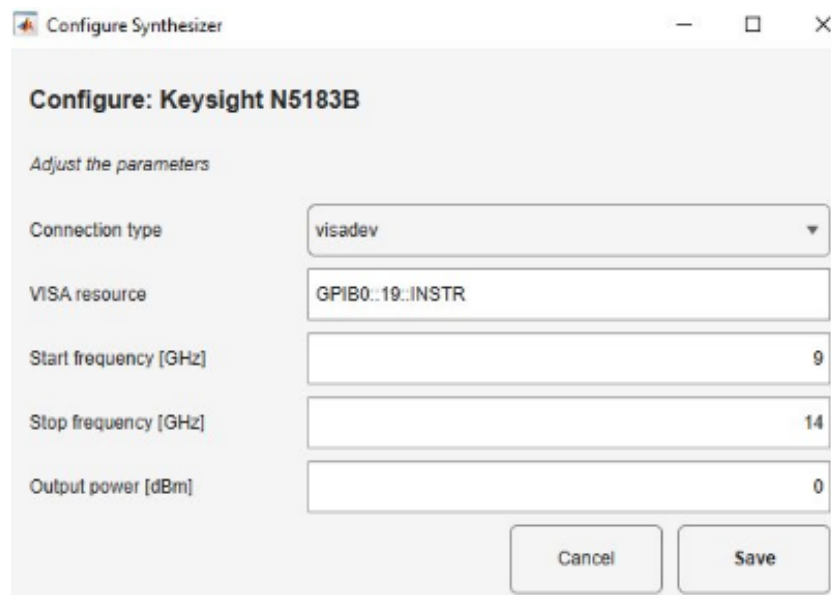 Configure Synthesizer
Configure: Keysight N5183B
Adjust the parameters
Connection type visadev
VISA resource GPIB0::19::INSTR
Start frequency [GHz] 9
Stop frequency [GHz] 14
Output power [dBm] 0
Cancel Save